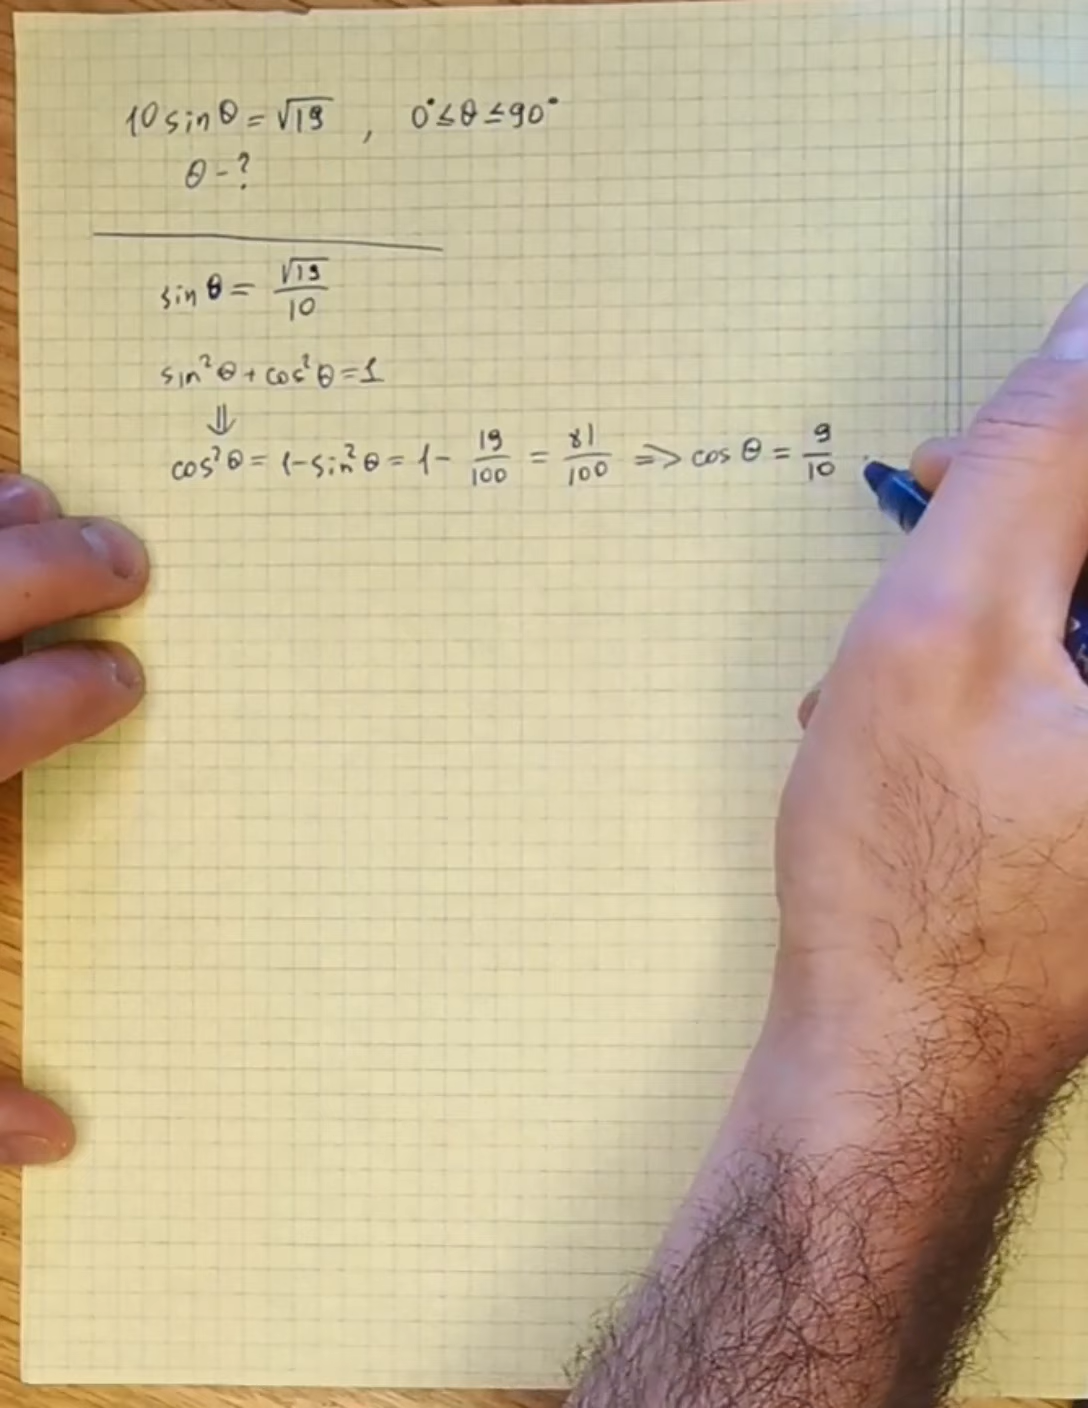 10 sin θ = √19 , 0° ≤ θ ≤ 90°
θ - ?
sin θ = √19/10
sin²θ + cos²θ = 1
⇓
cos²θ = 1 - sin²θ = 1 - 19/100 = 81/100 => cos θ = 9/10